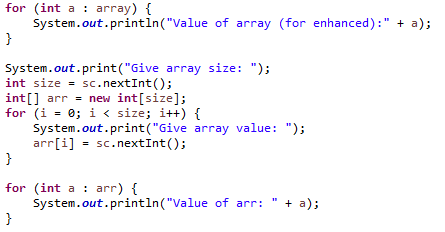 for (int a : array) {
    System.out.println("Value of array (for enhanced):" + a);
}

System.out.print("Give array size: ");
int size = sc.nextInt();
int[] arr = new int[size];
for (i = 0; i < size; i++) {
    System.out.print("Give array value: ");
    arr[i] = sc.nextInt();
}

for (int a : arr) {
    System.out.println("Value of arr: " + a);
}